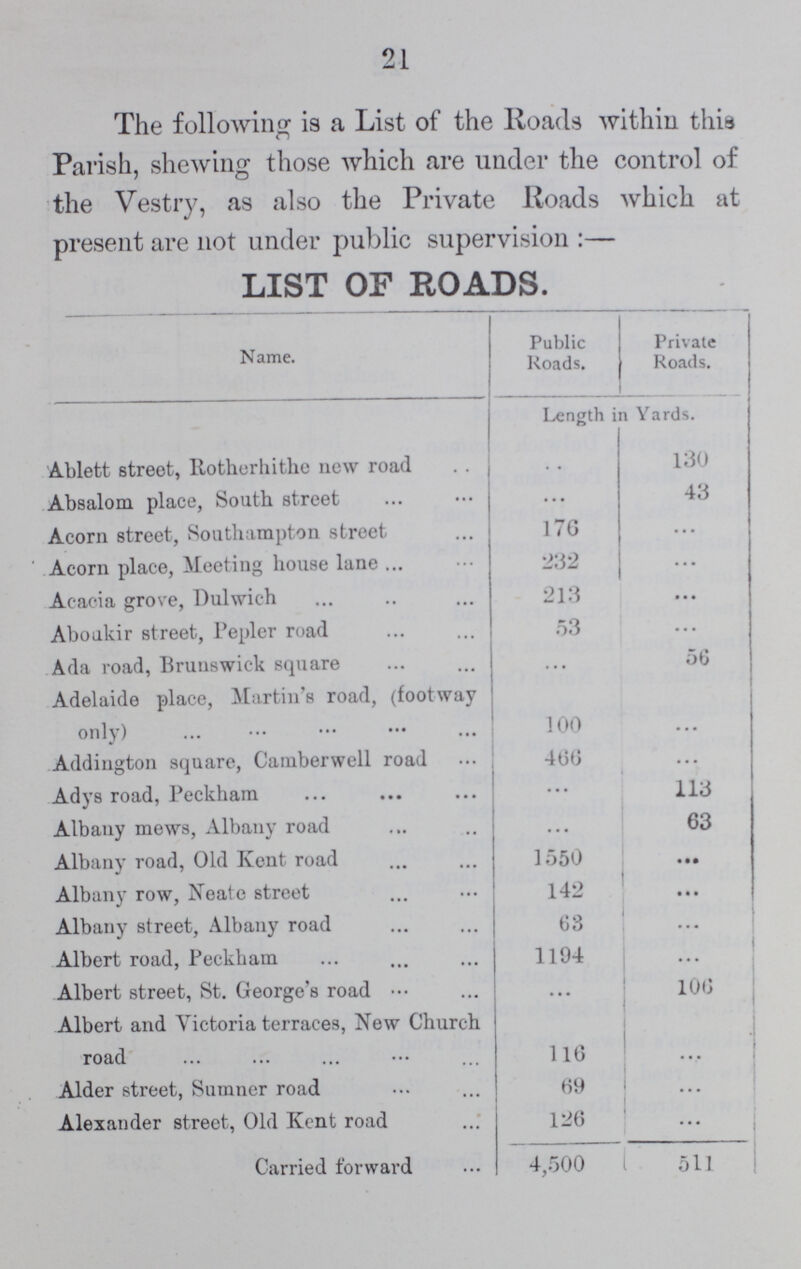 21
The following is a List of the Roads within this
Parish, shewing those which are under the control of
the Vestry, as also the Private Roads which at
present are not under public supervision :—
LIST OF ROADS.
Name. Public Roads. Private Roads.
Length in Yards.
Ablett street, Rotherhithe new road .. .. 130
Absalom place, South street ... ... ... 43
Acorn street, Southampton street ... 176 ...
Acorn place, Meeting house lane ... ... 232 ...
Acacia grove, Dulwich ... .. ... 213 ...
Aboukir street, Pepler road ... ... 53 ...
Ada road, Brunswick square ... ... ... 56
Adelaide place, Martin's road, (footway
only) ... ... ... ... ... 100 ...
Addington square, Camberwell road ... 466 ...
Adys road, Peckham ... ... ... ... 113
Albany mews, Albany road ... .. ... 63
Albany road, Old Kent road ... ... 1550 ...
Albany row, Neate street ... ... 142 ...
Albany street, Albany road ... ... 63 ...
Albert road, Peckham ... ... ... 1194 ...
Albert street, St. George's road ... ... ... 106
Albert and Victoria terraces, New Church
road ... ... ... ... ... 116 ...
Alder street, Sumner road ... ... 69 ...
Alexander street, Old Kent road ... 126 ...
Carried forward ... 4,500 511